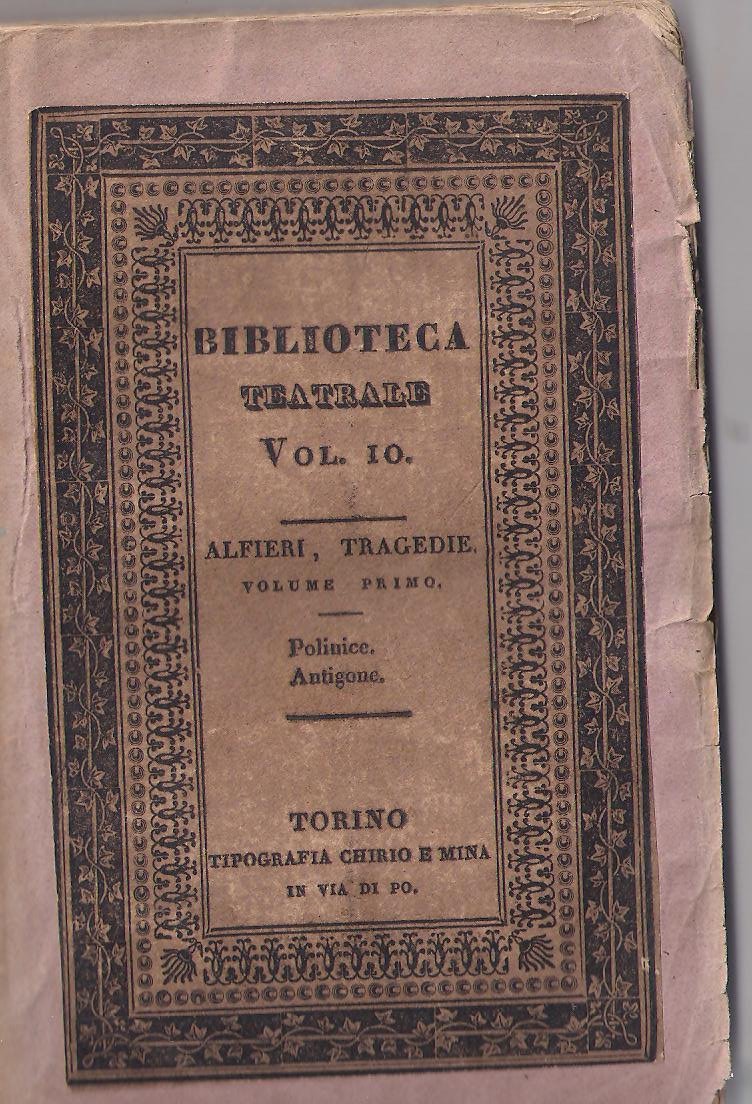 BIBLIOTECA
TEATRALE
VOL. 10.
ALFIERI, TRAGEDIE.
VOLUME PRIMO.
Polinice.
Antigone.
TORINO
TIPOGRAFIA CHIRIO E MINA
IN VIA DI PO.